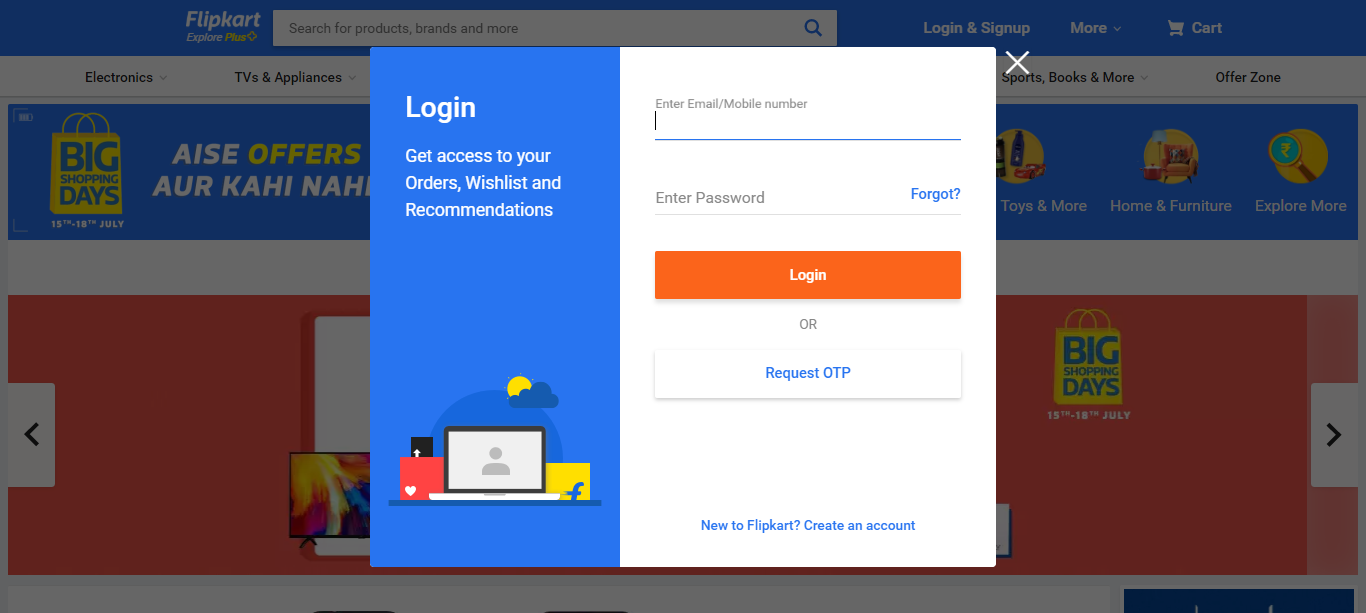 Flipkart
Explore Plus
Search for products, brands and more
Login & Signup
More
Cart
Electronics
TVs & Appliances
Sports, Books & More
Offer Zone
BIG
SHOPPING
DAYS
15TH-18TH JULY
AISE OFFERS
AUR KAHI NAHI
Toys & More
Home & Furniture
Explore More
Login
Get access to your
Orders, Wishlist and
Recommendations
Enter Email/Mobile number
Enter Password
Forgot?
Login
OR
Request OTP
New to Flipkart? Create an account
BIG
SHOPPING
DAYS
15TH-18TH JULY